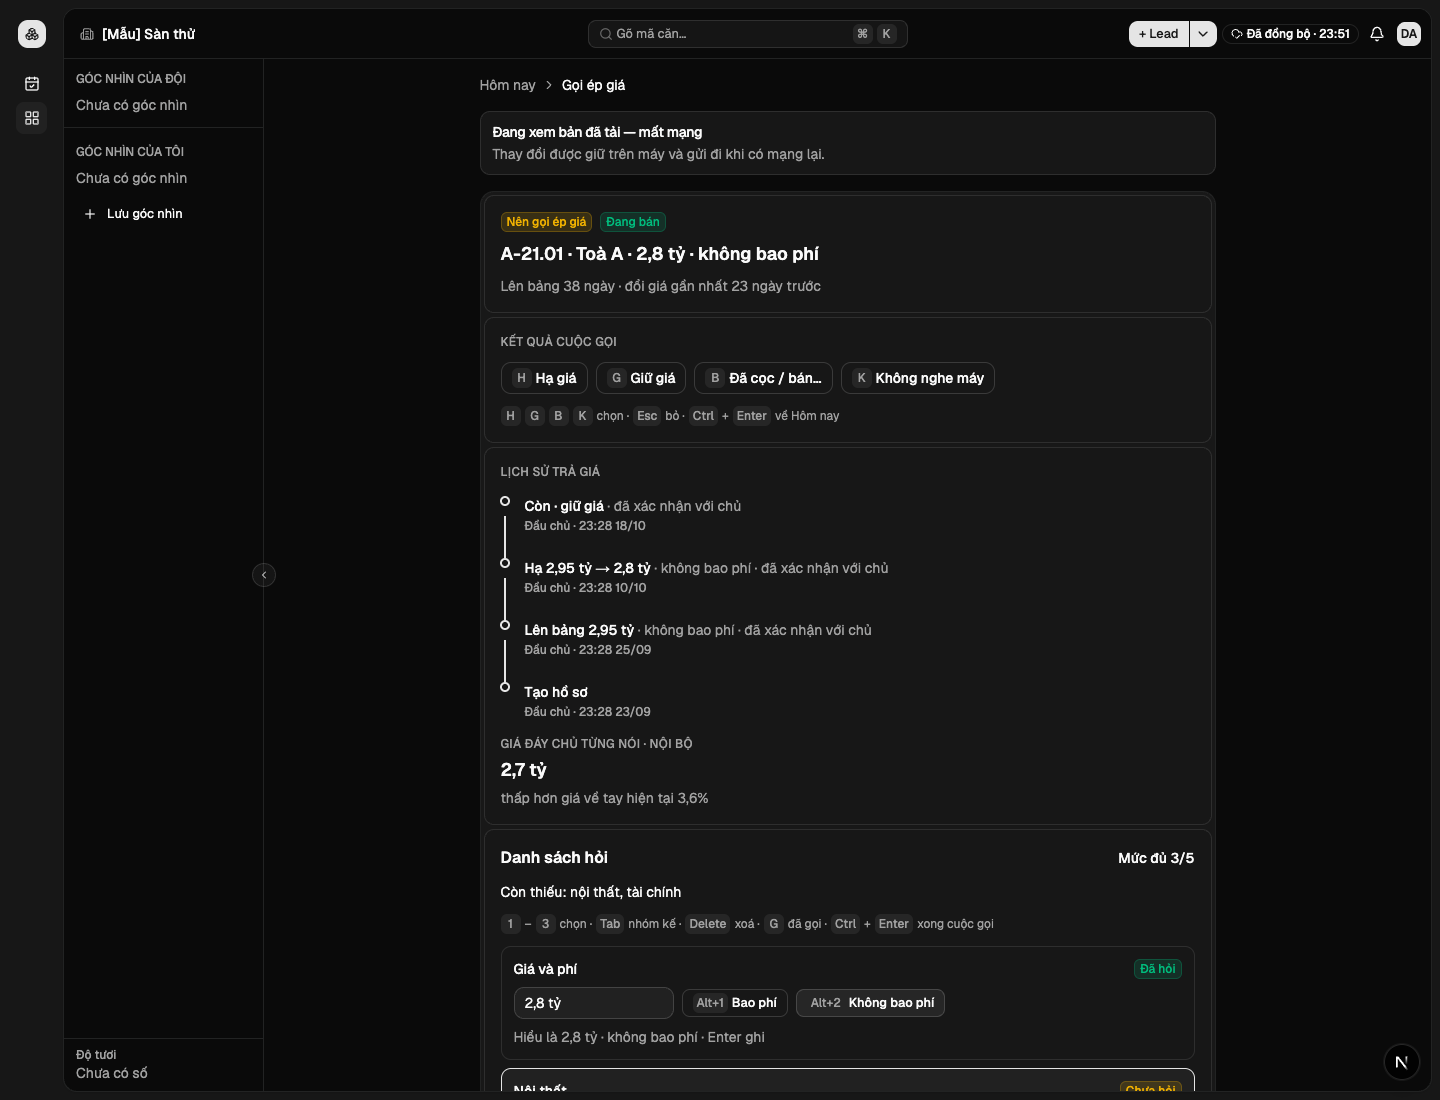 [Mẫu] Sàn thử
Gõ mã căn...
⌘ K
+ Lead
Đã đồng bộ · 23:51
DA
GÓC NHÌN CỦA ĐỘI
Chưa có góc nhìn
GÓC NHÌN CỦA TÔI
Chưa có góc nhìn
+ Lưu góc nhìn
Độ tươi
Chưa có số
Hôm nay > Gọi ép giá
Đang xem bản đã tải — mất mạng
Thay đổi được giữ trên máy và gửi đi khi có mạng lại.
Nên gọi ép giá Đang bán
A-21.01 · Toà A · 2,8 tỷ · không bao phí
Lên bảng 38 ngày · đổi giá gần nhất 23 ngày trước
KẾT QUẢ CUỘC GỌI
H Hạ giá G Giữ giá B Đã cọc / bán... K Không nghe máy
H G B K chọn · Esc bỏ · Ctrl + Enter về Hôm nay
LỊCH SỬ TRẢ GIÁ
Còn · giữ giá · đã xác nhận với chủ
Đầu chủ · 23:28 18/10
Hạ 2,95 tỷ → 2,8 tỷ · không bao phí · đã xác nhận với chủ
Đầu chủ · 23:28 10/10
Lên bảng 2,95 tỷ · không bao phí · đã xác nhận với chủ
Đầu chủ · 23:28 25/09
Tạo hồ sơ
Đầu chủ · 23:28 23/09
GIÁ ĐÁY CHỦ TỪNG NÓI · NỘI BỘ
2,7 tỷ
thấp hơn giá về tay hiện tại 3,6%
Danh sách hỏi
Mức đủ 3/5
Còn thiếu: nội thất, tài chính
1 – 3 chọn · Tab nhóm kế · Delete xoá · G đã gọi · Ctrl + Enter xong cuộc gọi
Giá và phí
Đã hỏi
2,8 tỷ Alt+1 Bao phí Alt+2 Không bao phí
Hiểu là 2,8 tỷ · không bao phí · Enter ghi
Nội thất
Chưa hỏi
N